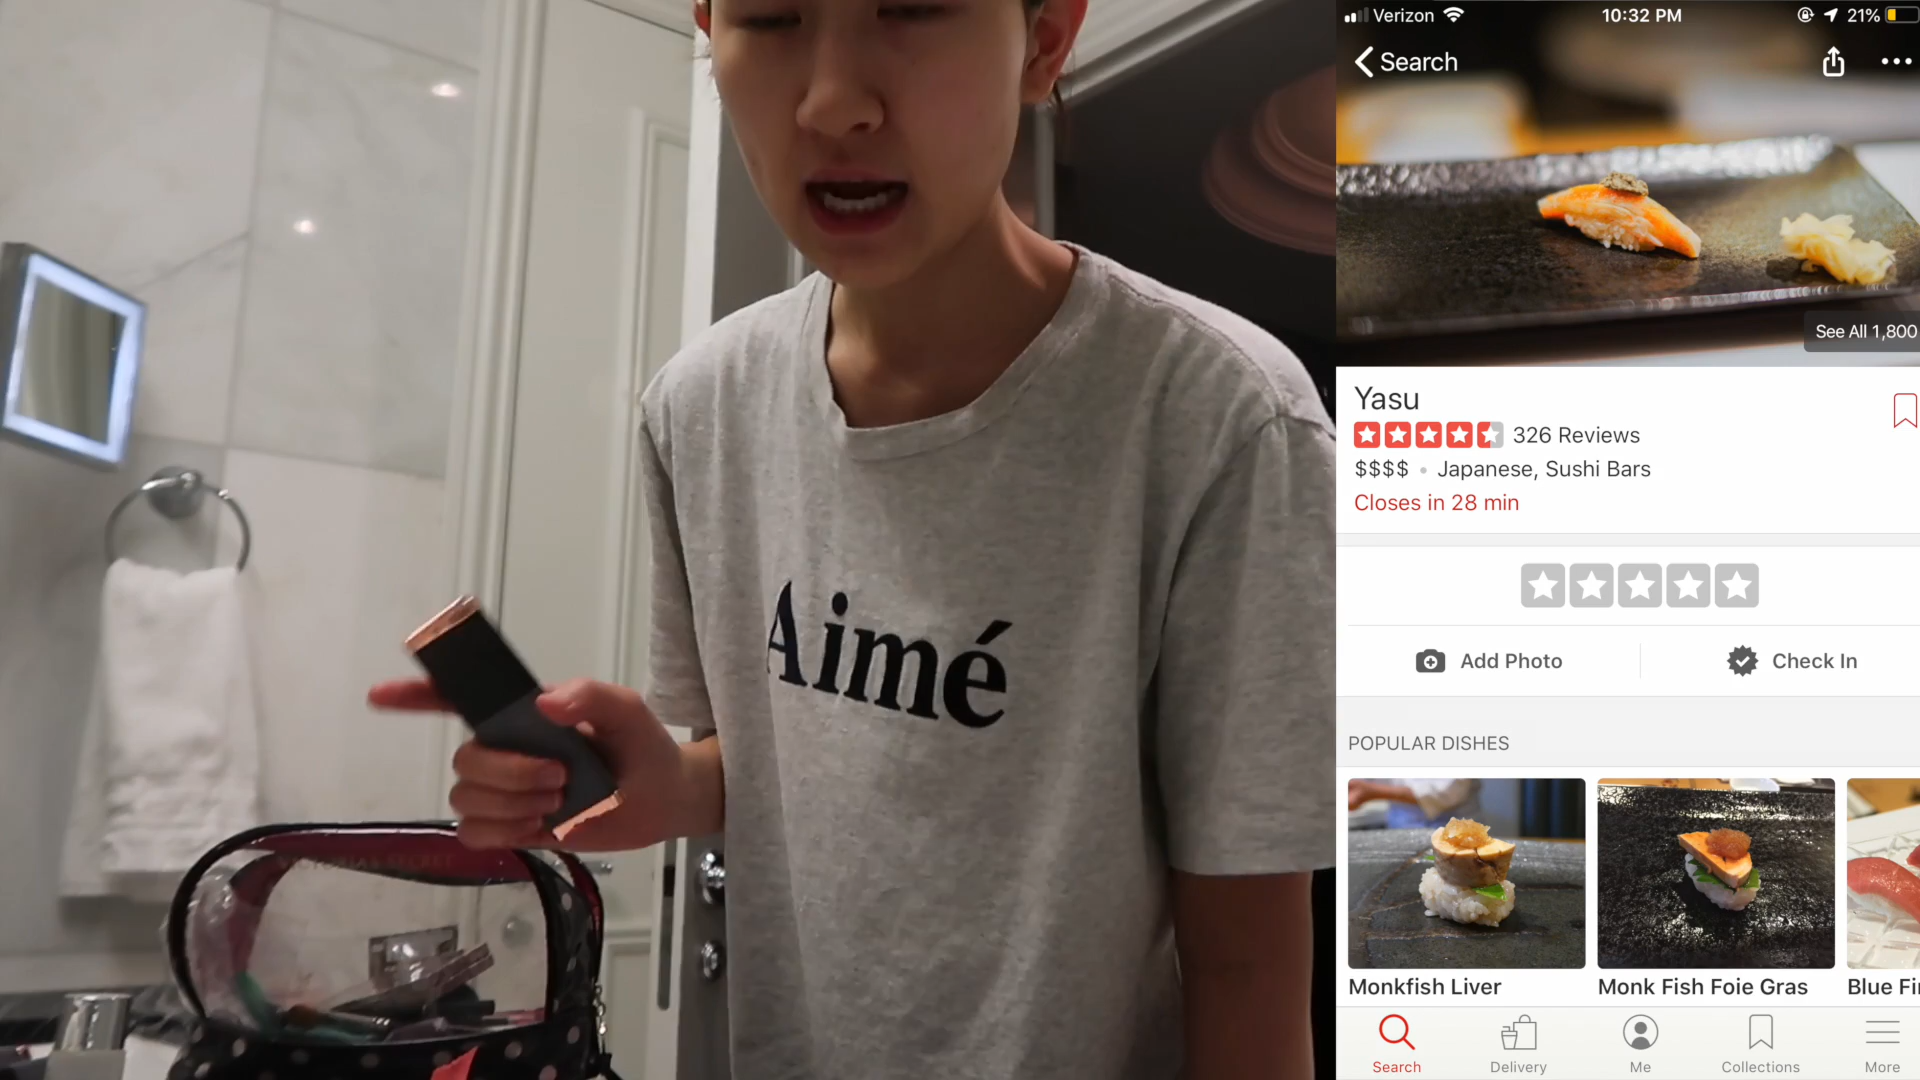 Aimé
Verizon 10:32 PM 21%
Search
See All 1,800
Yasu
326 Reviews
$$$$ • Japanese, Sushi Bars
Closes in 28 min
Add Photo Check In
POPULAR DISHES
Monkfish Liver Monk Fish Foie Gras Blue Fi
Search Delivery Me Collections More